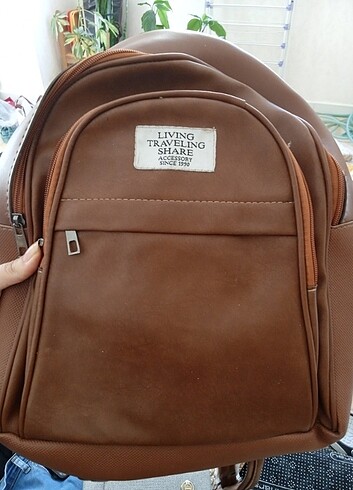 LIVING
TRAVELING
SHARE
ACCESSORY
SINCE 1990